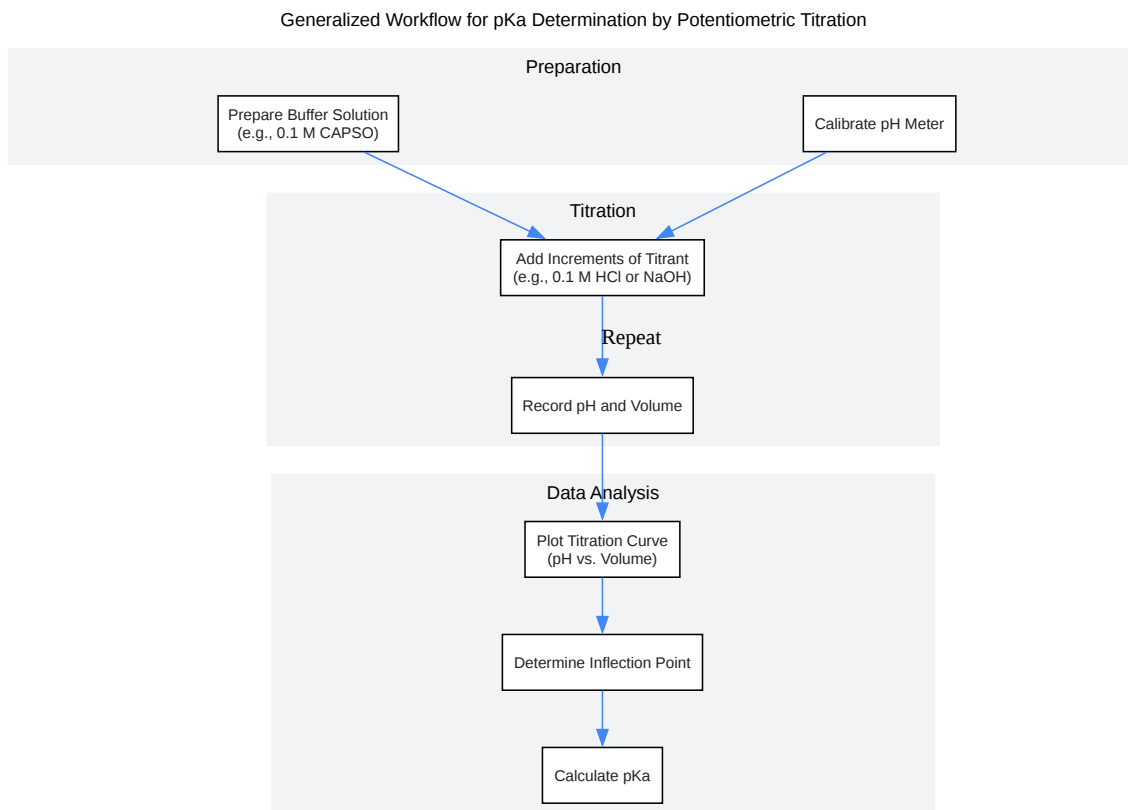 Generalized Workflow for pKa Determination by Potentiometric Titration
Preparation
Prepare Buffer Solution
(e.g., 0.1 M CAPSO)
Calibrate pH Meter
Titration
Add Increments of Titrant
(e.g., 0.1 M HCl or NaOH)
Repeat
Record pH and Volume
Data Analysis
Plot Titration Curve
(pH vs. Volume)
Determine Inflection Point
Calculate pKa